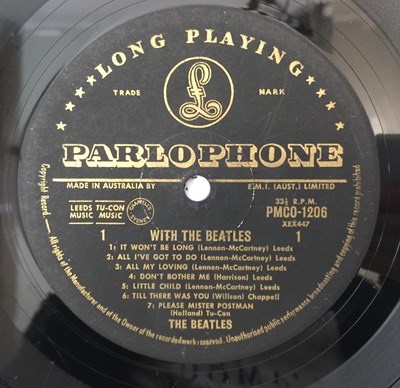 ★★★★★ LONG PLAYING ★★★★★
TRADE MARK
£
PARLOPHONE
MADE IN AUSTRALIA BY E.M.I. (AUST.) LIMITED
LEEDS MUSIC TU-CON MUSIC CHAPPELL SYDNEY 33⅓ R.P.M.
PMCO-1206
XEX447
1 WITH THE BEATLES 1
1: IT WON'T BE LONG (Lennon-McCartney) Leeds
2: ALL I'VE GOT TO DO (Lennon-McCartney) Leeds
3: ALL MY LOVING (Lennon-McCartney) Leeds
4: DON'T BOTHER ME (Harrison) Leeds
5: LITTLE CHILD (Lennon-McCartney) Leeds
6: TILL THERE WAS YOU (Willson) Chappell
7: PLEASE MISTER POSTMAN
(Holland) Tu-Con
THE BEATLES
Copyright Record — All rights of the Manufacturer and of the Owner of the recorded work reserved. Unauthorised public performance broadcasting and copying of this record prohibited